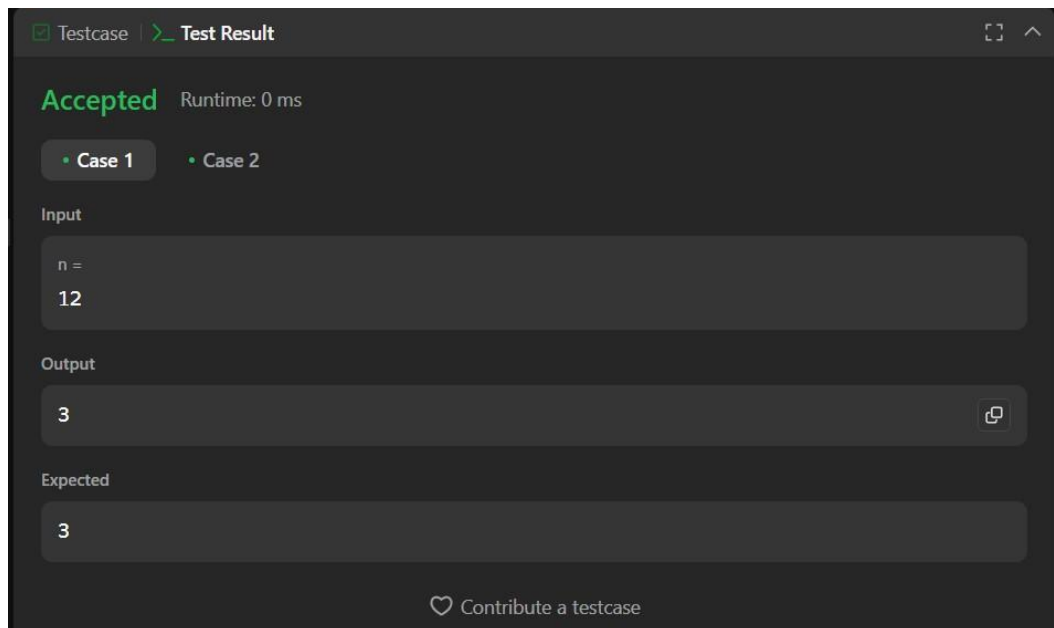 Testcase | >_ Test Result
Accepted Runtime: 0 ms
• Case 1 • Case 2
Input
n =
12
Output
3
Expected
3
Contribute a testcase